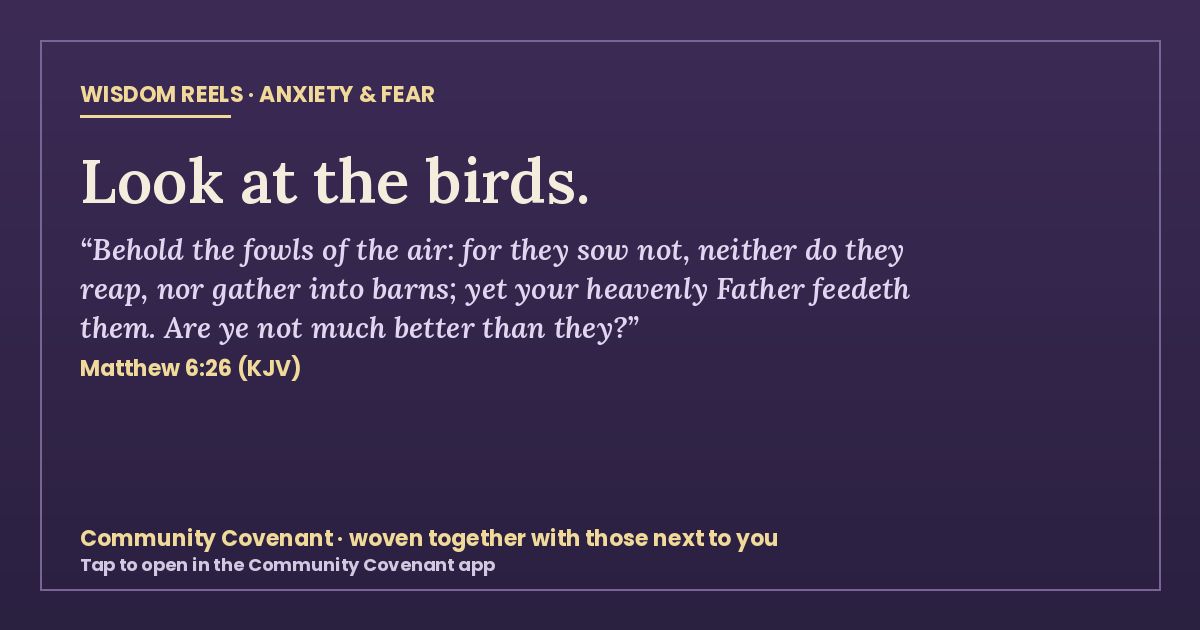 WISDOM REELS · ANXIETY & FEAR
Look at the birds.
“Behold the fowls of the air: for they sow not, neither do they
reap, nor gather into barns; yet your heavenly Father feedeth
them. Are ye not much better than they?”
Matthew 6:26 (KJV)
Community Covenant · woven together with those next to you
Tap to open in the Community Covenant app